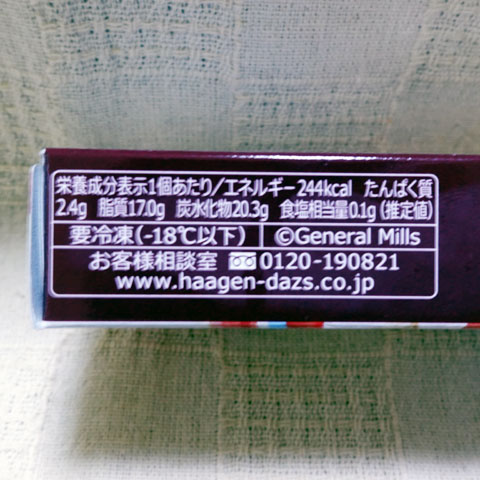 栄養成分表示1個あたり/エネルギー244kcal たんぱく質
2.4g 脂質17.0g 炭水化物20.3g 食塩相当量0.1g(推定値)
要冷凍(-18℃以下) ©General Mills
お客様相談室 0120-190821
www.haagen-dazs.co.jp